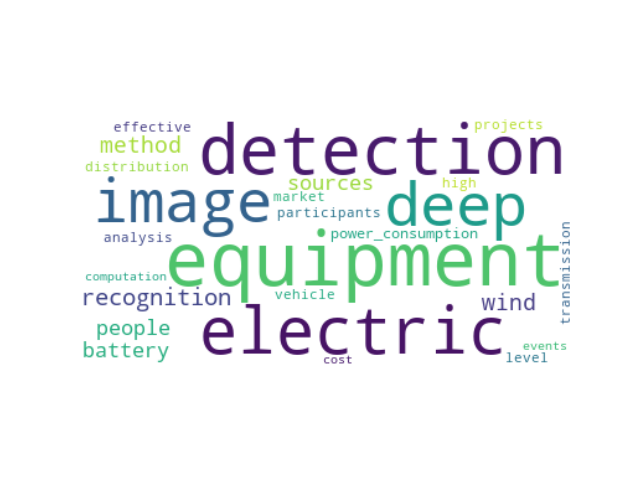 effective
projects
detection
method
distribution
sources
high
image
deep
market
participants
analysis
power_consumption
equipment
transmission
computation
recognition
vehicle
wind
electric
people
battery
events
level
cost